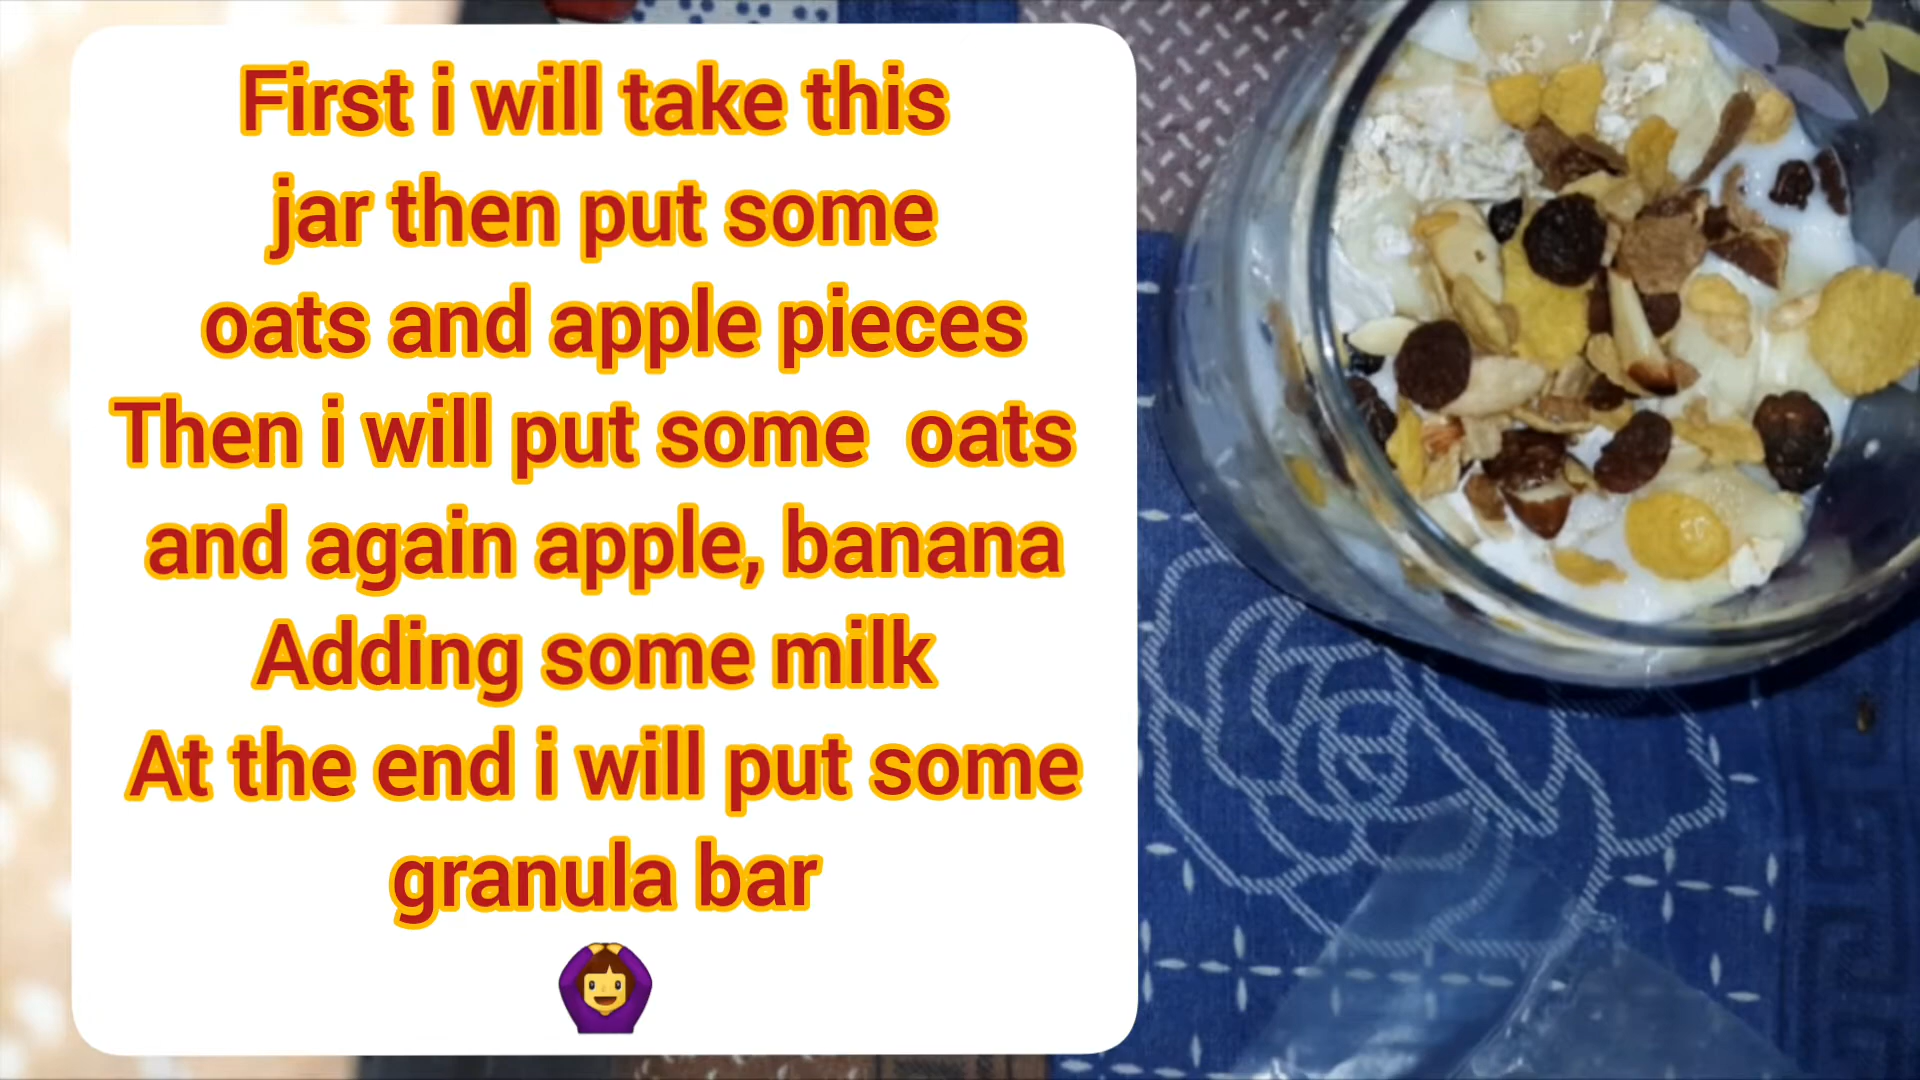 First i will take this
jar then put some
oats and apple pieces
Then i will put some  oats
and again apple, banana
Adding some milk
At the end i will put some
granula bar
🙆‍♀️